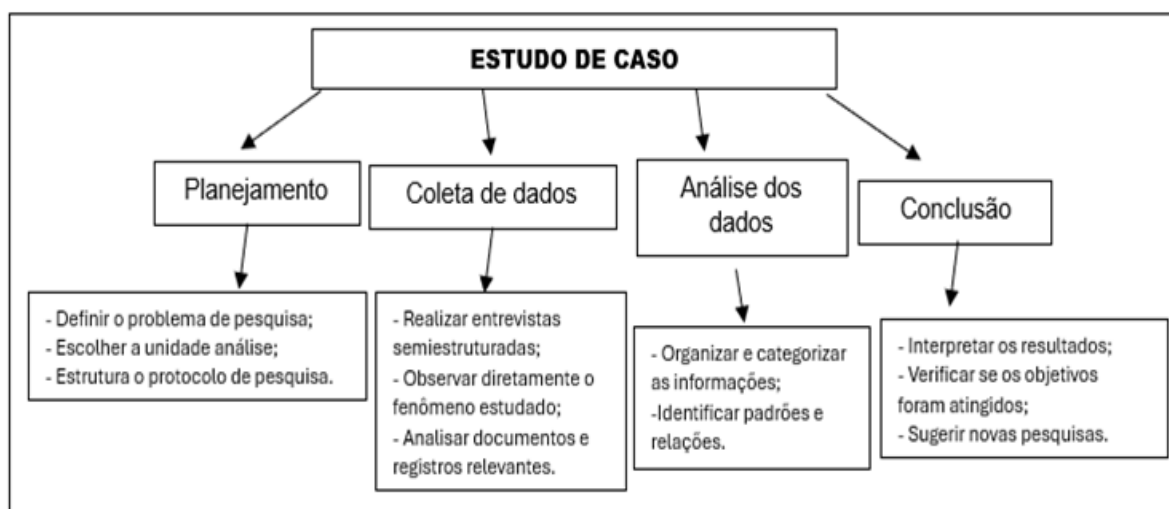 ESTUDO DE CASO
Planejamento
Coleta de dados
Análise dos
dados
Conclusão
- Definir o problema de pesquisa;
- Escolher a unidade análise;
- Estrutura o protocolo de pesquisa.
- Realizar entrevistas
semiestruturadas;
- Observar diretamente o
fenômeno estudado;
- Analisar documentos e
registros relevantes.
- Organizar e categorizar
as informações;
-Identificar padrões e
relações.
- Interpretar os resultados;
- Verificar se os objetivos
foram atingidos;
- Sugerir novas pesquisas.